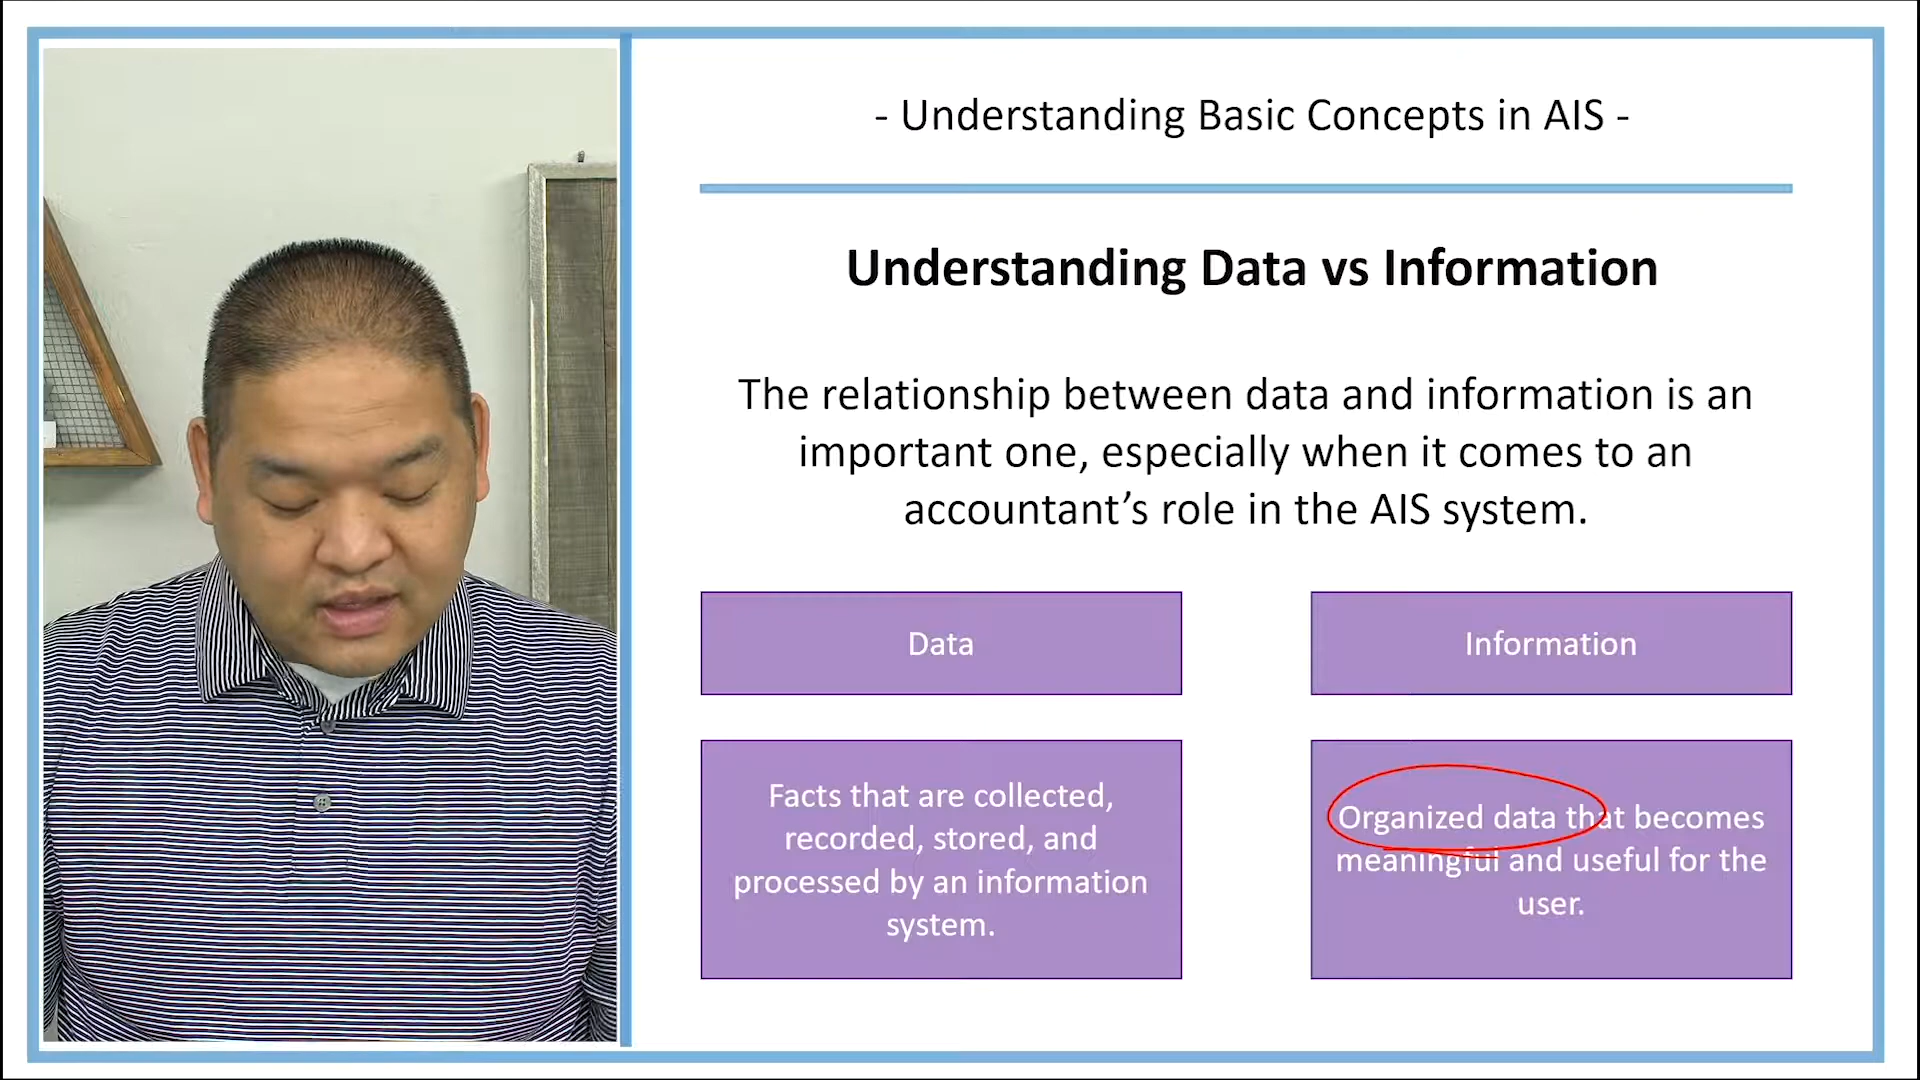 - Understanding Basic Concepts in AIS -
Understanding Data vs Information
The relationship between data and information is an
important one, especially when it comes to an
accountant’s role in the AIS system.
Data
Information
Facts that are collected,
recorded, stored, and
processed by an information
system.
Organized data that becomes
meaningful and useful for the
user.